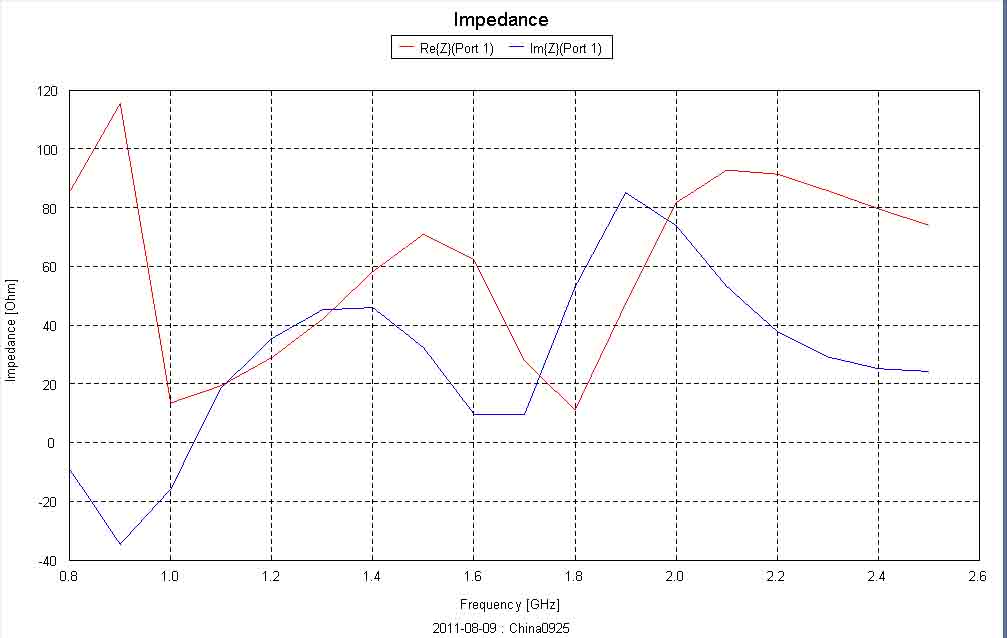 Impedance
Re{Z}(Port 1) Im{Z}(Port 1)
120
100
80
60
40
20
0
-20
-40
Impedance [Ohm]
0.8 1.0 1.2 1.4 1.6 1.8 2.0 2.2 2.4 2.6
Frequency [GHz]
2011-08-09 : China0925